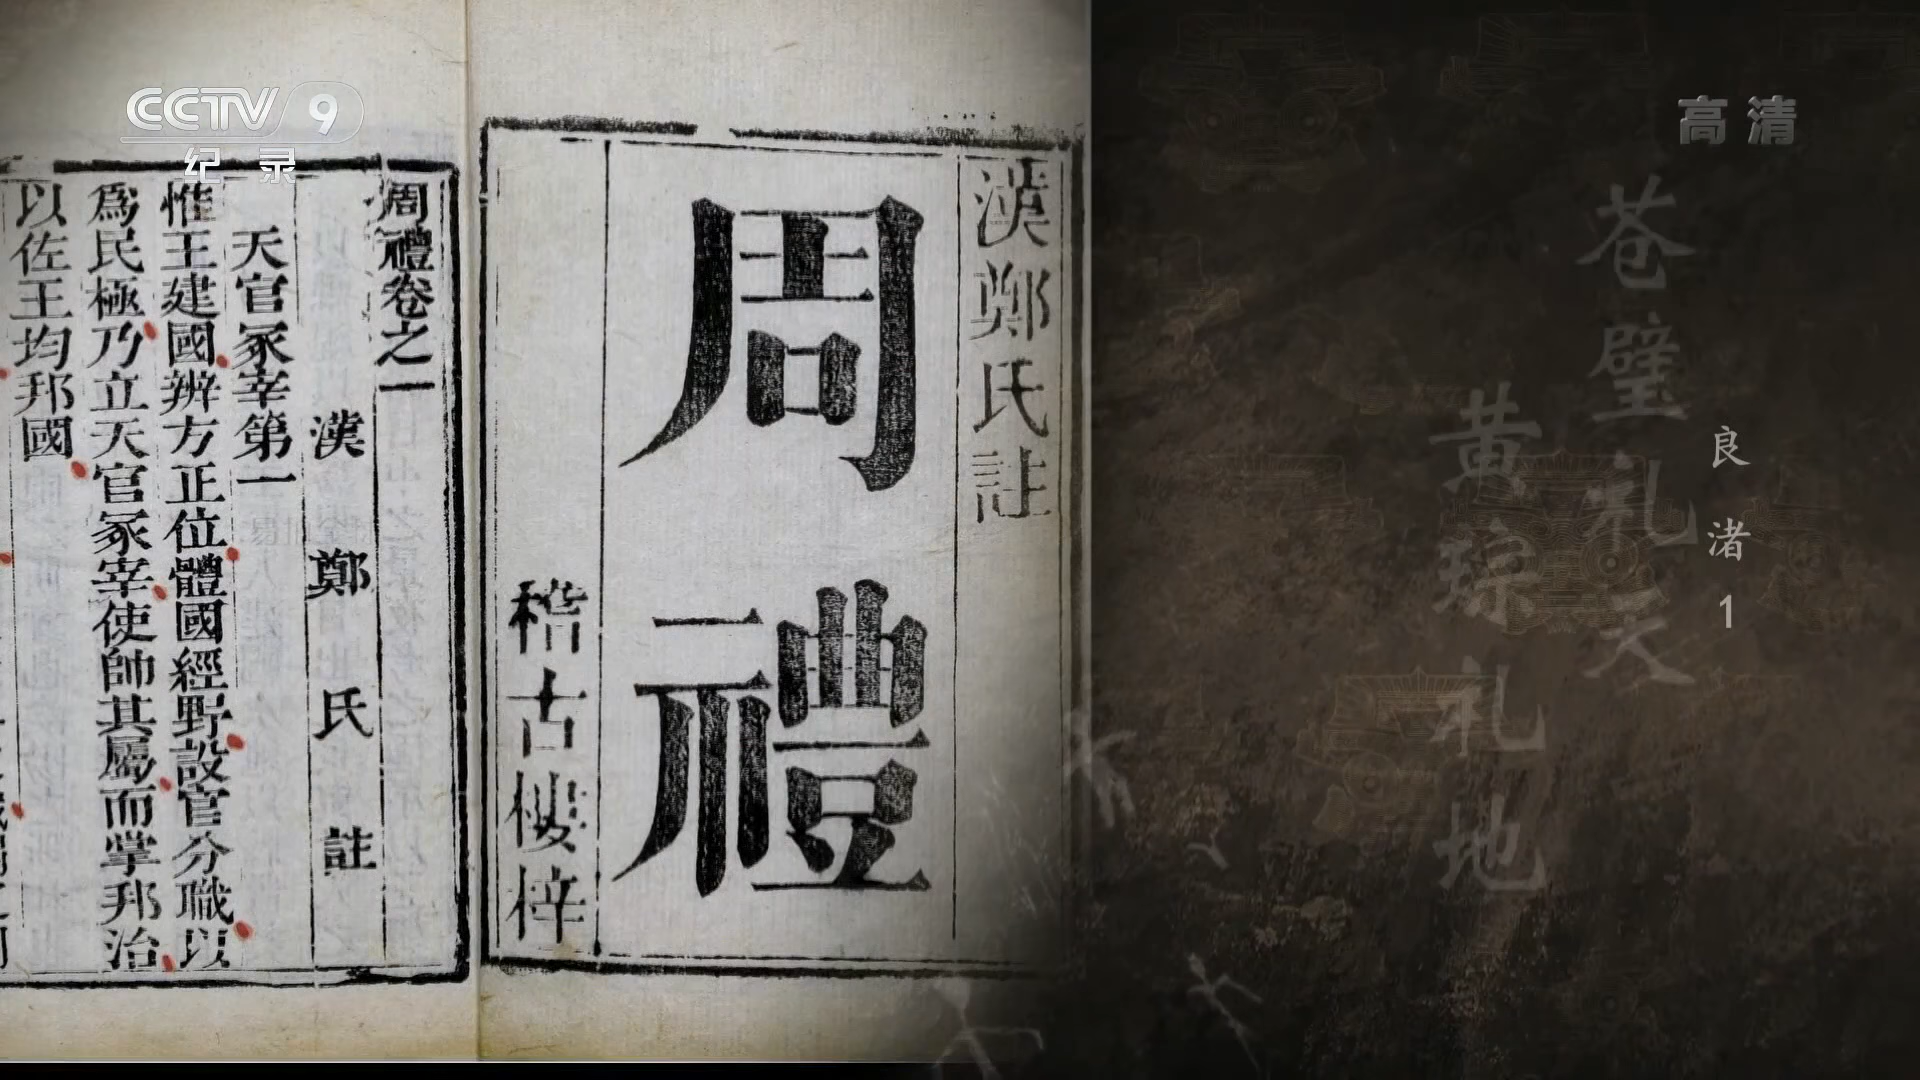 CCTV 9
纪录
高清
苍璧礼天
黄琮礼地
良渚
1
漢鄭氏註
周禮
稽古樓梓
周禮卷之一
漢鄭氏註
天官冢宰第一
惟王建國辨方正位體國經野設官分職以
爲民極乃立天官冢宰使帥其屬而掌邦治
以佐王均邦國